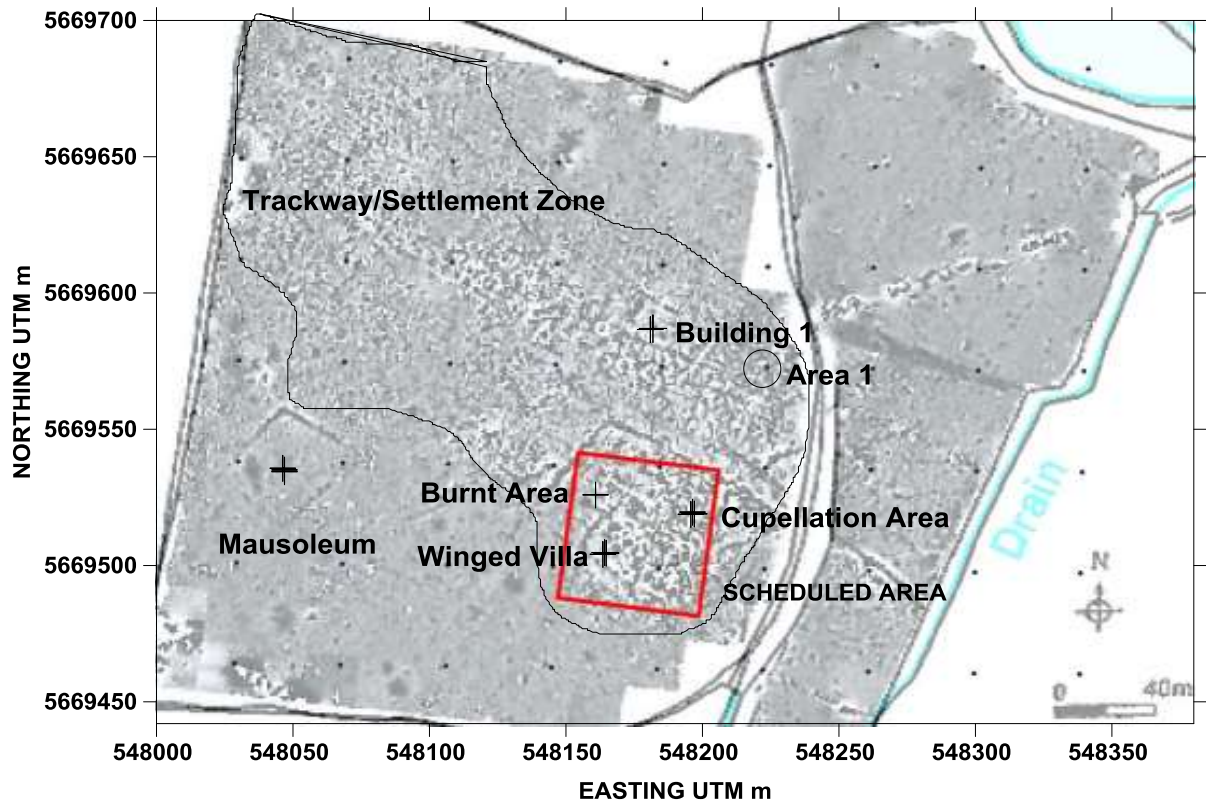 5669700
5669650
Trackway/Settlement Zone
5669600
Building 1
Area 1
5669550
Burnt Area
Cupellation Area
Mausoleum
Winged Villa
Drain
N
5669500
SCHEDULED AREA
0 40m
5669450
548000 548050 548100 548150 548200 548250 548300 548350
NORTHING UTM m
EASTING UTM m